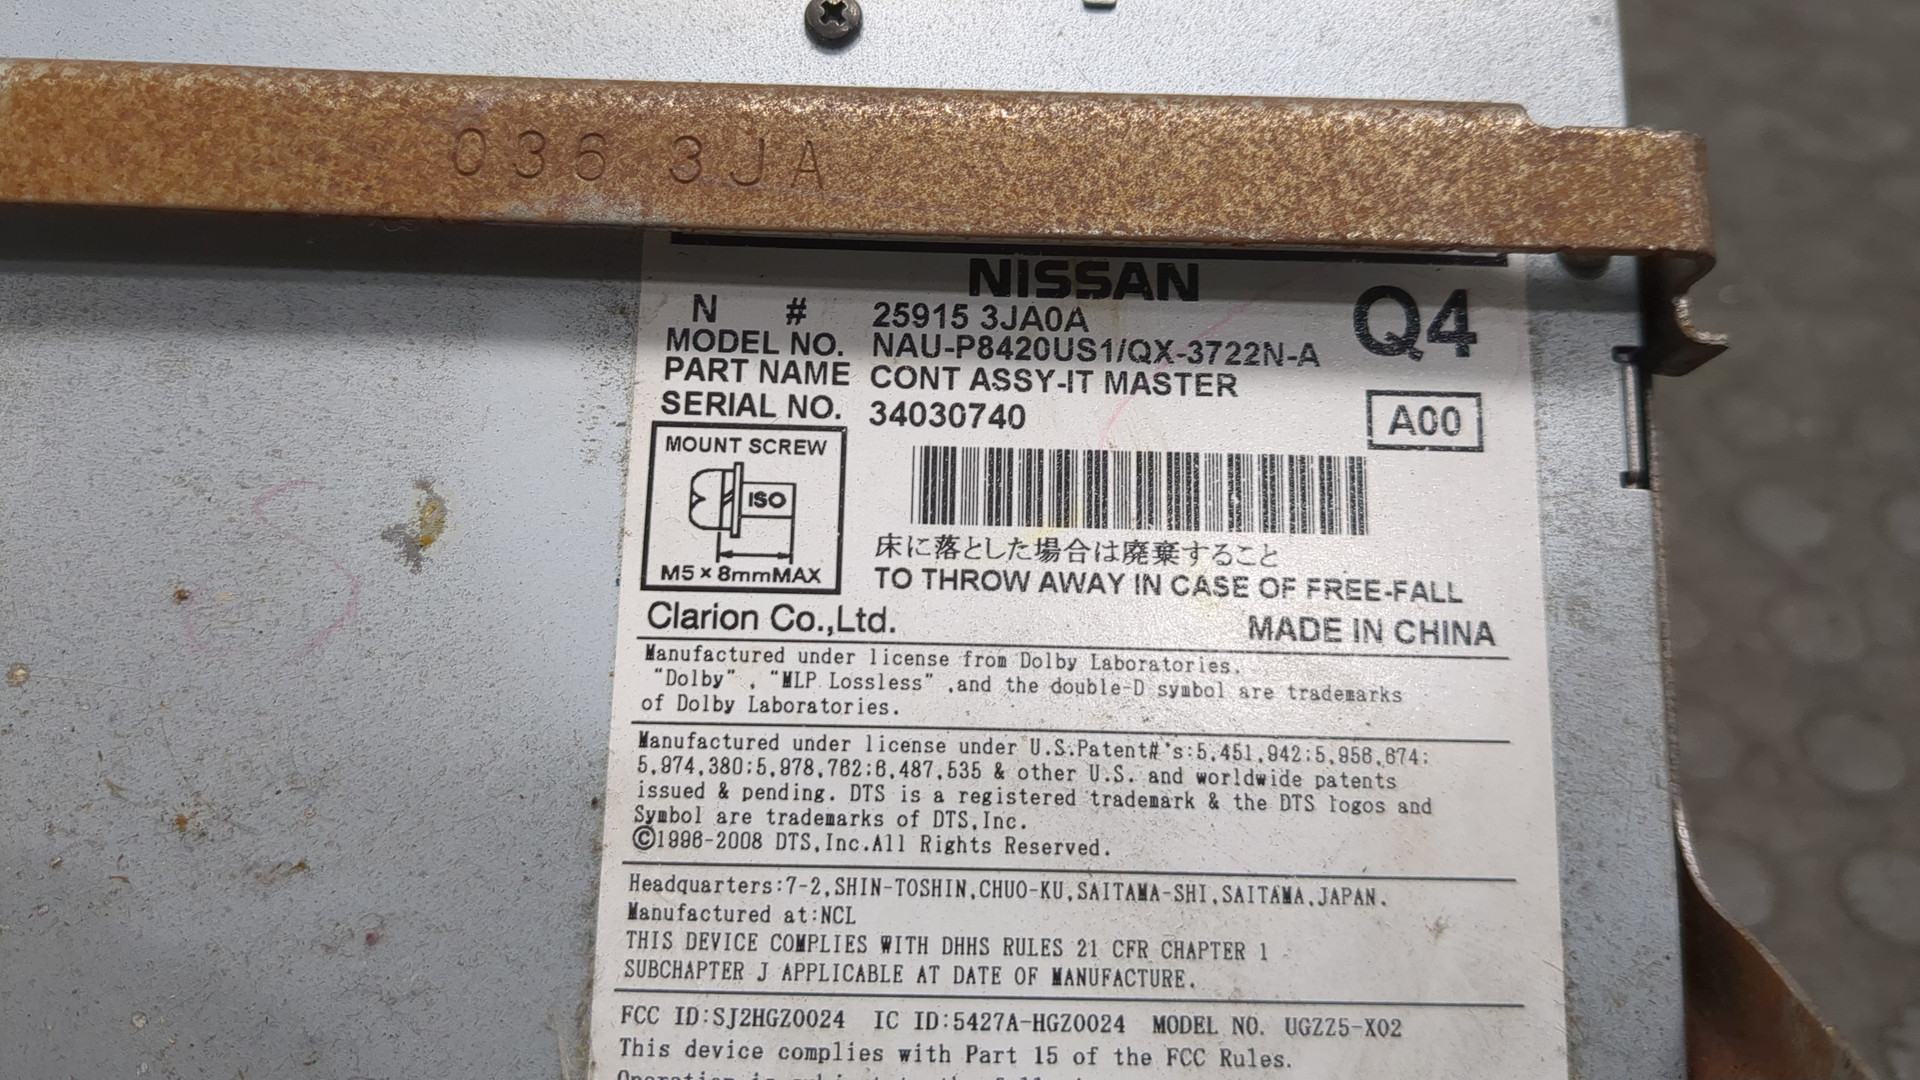 036 3JA
NISSAN
N # 25915 3JA0A
Q4
MODEL NO. NAU-P8420US1/QX-3722N-A
PART NAME CONT ASSY-IT MASTER
SERIAL NO. 34030740
A00
MOUNT SCREW
ISO
M5×8mmMAX
床に落とした場合は廃棄すること
TO THROW AWAY IN CASE OF FREE-FALL
Clarion Co.,Ltd.
MADE IN CHINA
Manufactured under license from Dolby Laboratories.
"Dolby" , "MLP Lossless" ,and the double-D symbol are trademarks
of Dolby Laboratories.
Manufactured under license under U.S.Patent#'s:5,451,942;5,956,674;
5,974,380;5,978,762;6,487,535 & other U.S. and worldwide patents
issued & pending. DTS is a registered trademark & the DTS logos and
Symbol are trademarks of DTS,Inc.
©1996-2008 DTS,Inc.All Rights Reserved.
Headquarters:7-2,SHIN-TOSHIN,CHUO-KU,SAITAMA-SHI,SAITAMA,JAPAN.
Manufactured at:NCL
THIS DEVICE COMPLIES WITH DHHS RULES 21 CFR CHAPTER 1
SUBCHAPTER J APPLICABLE AT DATE OF MANUFACTURE.
FCC ID:SJ2HGZ0024 IC ID:5427A-HGZ0024 MODEL NO. UGZZ5-X02
This device complies with Part 15 of the FCC Rules.